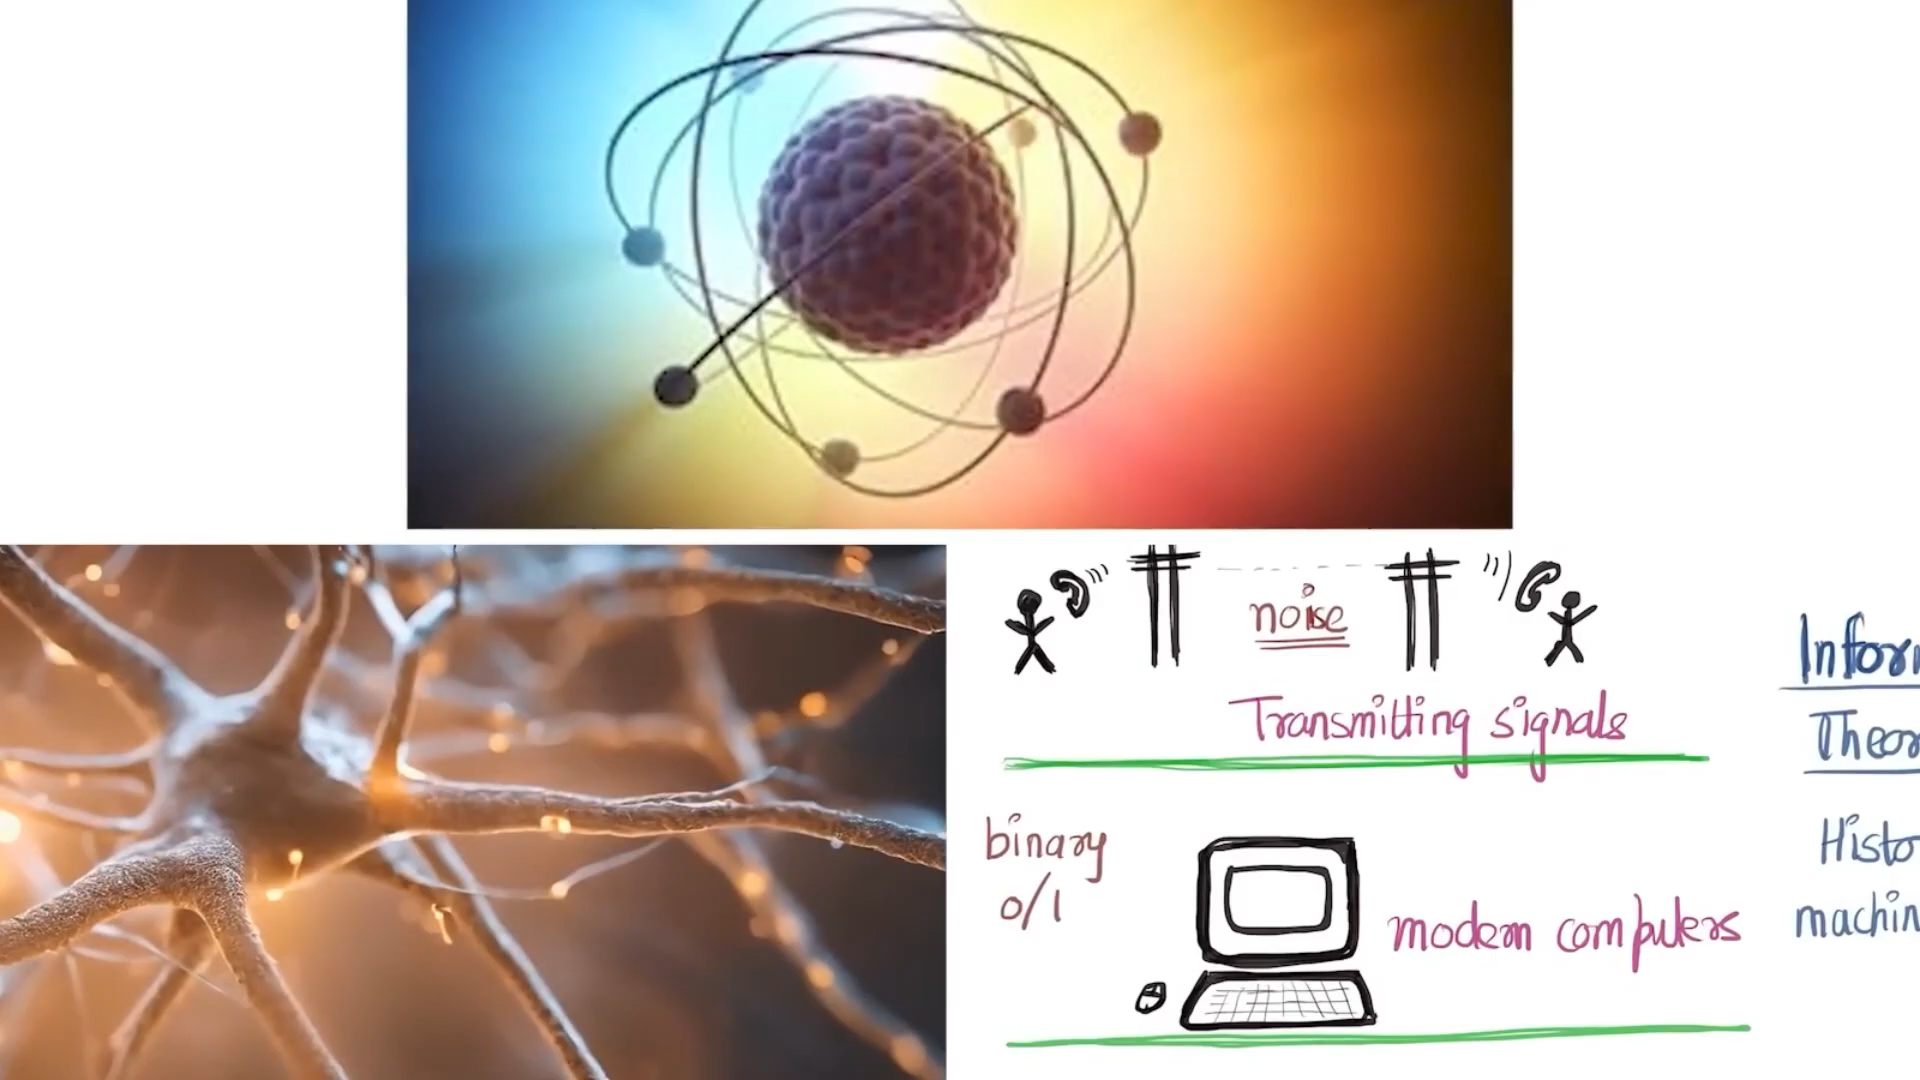 noise
Transmitting signals
binary
0/1
modern computers